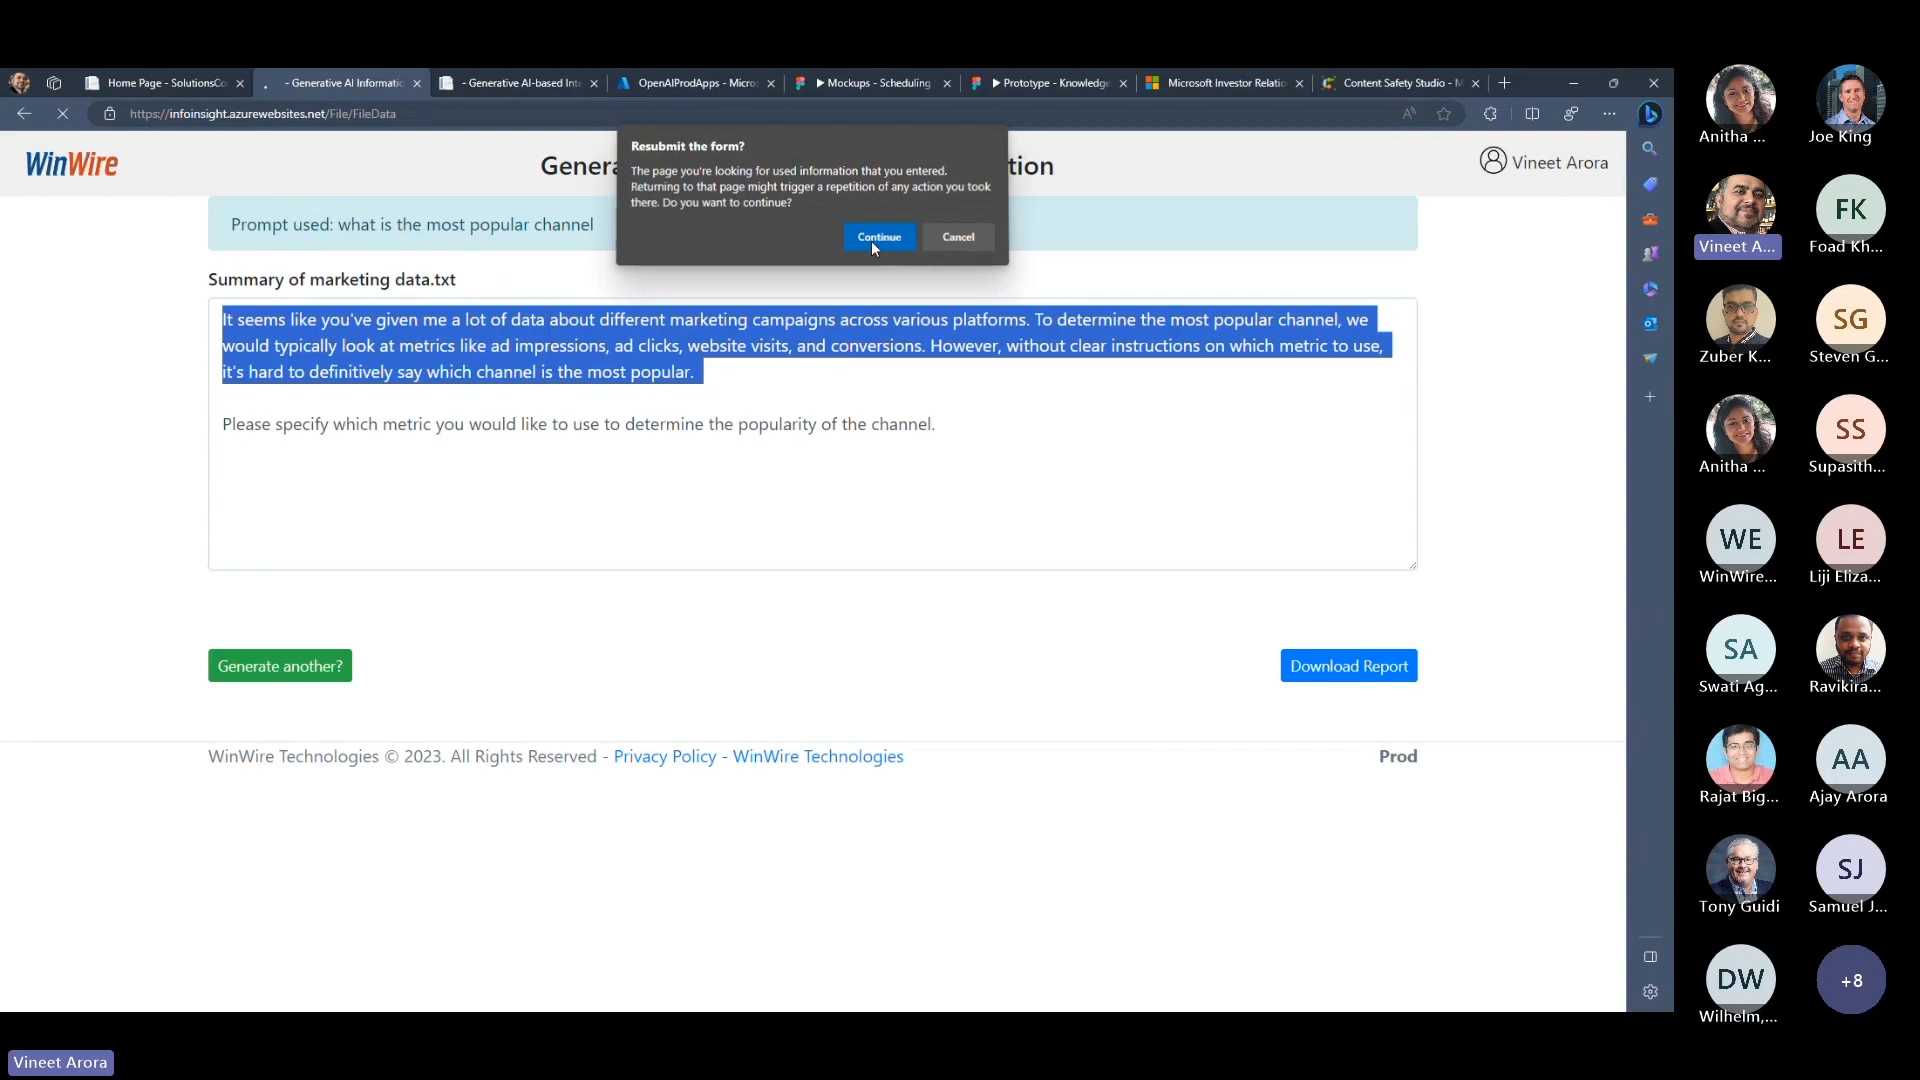 Home Page - SolutionsCo
- Generative AI Informatic
- Generative AI-based Inte
OpenAIProdApps - Micros
▶ Mockups - Scheduling
▶ Prototype - Knowledge
Microsoft Investor Relatio
Content Safety Studio - M
https://infoinsight.azurewebsites.net/File/FileData
WinWire
Genera
tion
Vineet Arora
Resubmit the form?
The page you're looking for used information that you entered.
Returning to that page might trigger a repetition of any action you took
there. Do you want to continue?
Continue
Cancel
Prompt used: what is the most popular channel
Summary of marketing data.txt
It seems like you've given me a lot of data about different marketing campaigns across various platforms. To determine the most popular channel, we
would typically look at metrics like ad impressions, ad clicks, website visits, and conversions. However, without clear instructions on which metric to use,
it's hard to definitively say which channel is the most popular.
Please specify which metric you would like to use to determine the popularity of the channel.
Generate another?
Download Report
WinWire Technologies © 2023. All Rights Reserved - Privacy Policy - WinWire Technologies
Prod
Anitha ...
Joe King
Vineet A...
FK
Foad Kh...
Zuber K...
SG
Steven G...
Anitha ...
SS
Supasith...
WE
WinWire...
LE
Liji Eliza...
SA
Swati Ag...
Ravikira...
Rajat Big...
AA
Ajay Arora
Tony Guidi
SJ
Samuel J...
DW
Wilhelm,...
+8
Vineet Arora